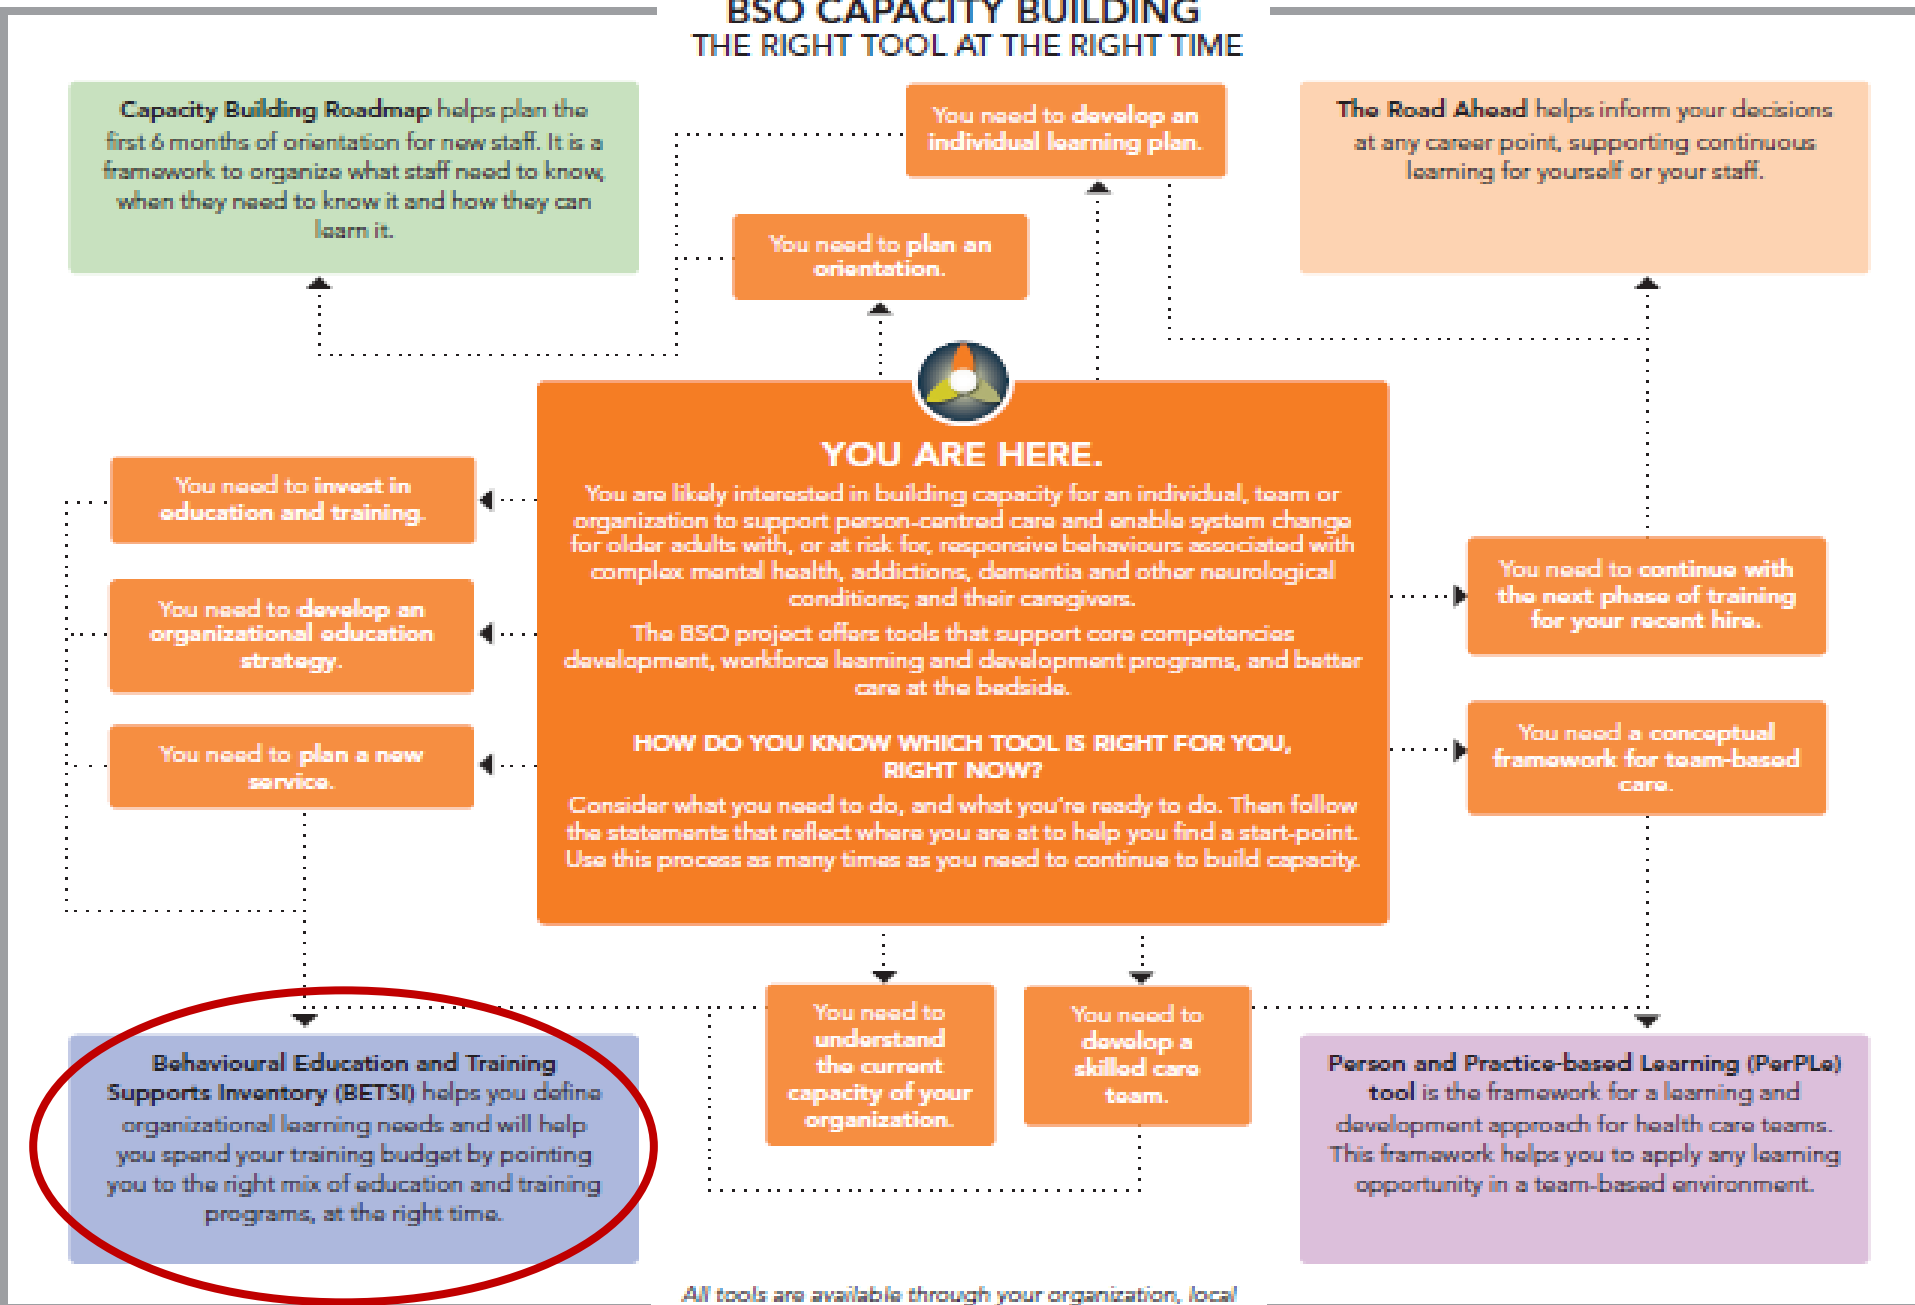 BSO CAPACITY BUILDING
THE RIGHT TOOL AT THE RIGHT TIME
Capacity Building Roadmap helps plan the
first 6 months of orientation for new staff. It is a
framework to organize what staff need to know,
when they need to know it and how they can
learn it.
You need to develop an
individual learning plan.
The Road Ahead helps inform your decisions
at any career point, supporting continuous
learning for yourself or your staff.
You need to plan an
orientation.
YOU ARE HERE.
You are likely interested in building capacity for an individual, team or
organization to support person-centred care and enable system change
for older adults with, or at risk for, responsive behaviours associated with
complex mental health, addictions, dementia and other neurological
conditions; and their caregivers.
The BSO project offers tools that support core competencies
development, workforce learning and development programs, and better
care at the bedside.
HOW DO YOU KNOW WHICH TOOL IS RIGHT FOR YOU,
RIGHT NOW?
Consider what you need to do, and what you're ready to do. Then follow
the statements that reflect where you are at to help you find a start-point.
Use this process as many times as you need to continue to build capacity.
You need to invest in
education and training.
You need to develop an
organizational education
strategy.
You need to plan a new
service.
You need to continue with
the next phase of training
for your recent hire.
You need a conceptual
framework for team-based
care.
You need to
understand
the current
capacity of your
organization.
You need to
develop a
skilled care
team.
Behavioural Education and Training
Supports Inventory (BETSI) helps you define
organizational learning needs and will help
you spend your training budget by pointing
you to the right mix of education and training
programs, at the right time.
Person and Practice-based Learning (PerPLe)
tool is the framework for a learning and
development approach for health care teams.
This framework helps you to apply any learning
opportunity in a team-based environment.
All tools are available through your organization, local